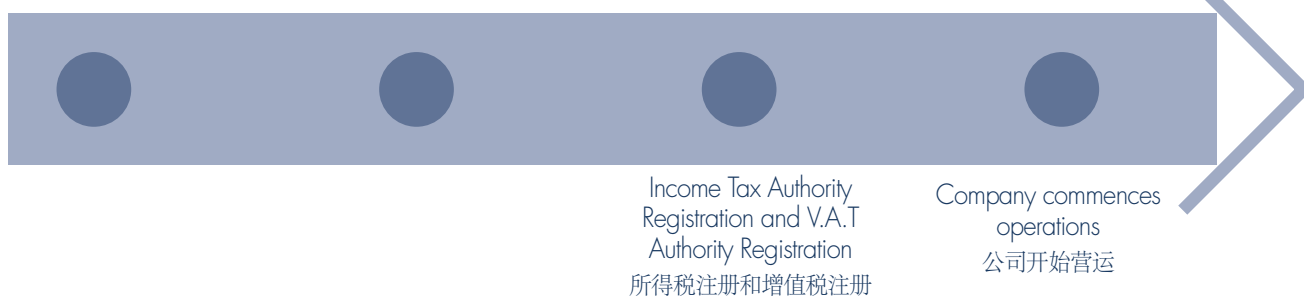 Income Tax Authority
Registration and V.A.T
Authority Registration
所得税注册和增值税注册
Company commences
operations
公司开始营运